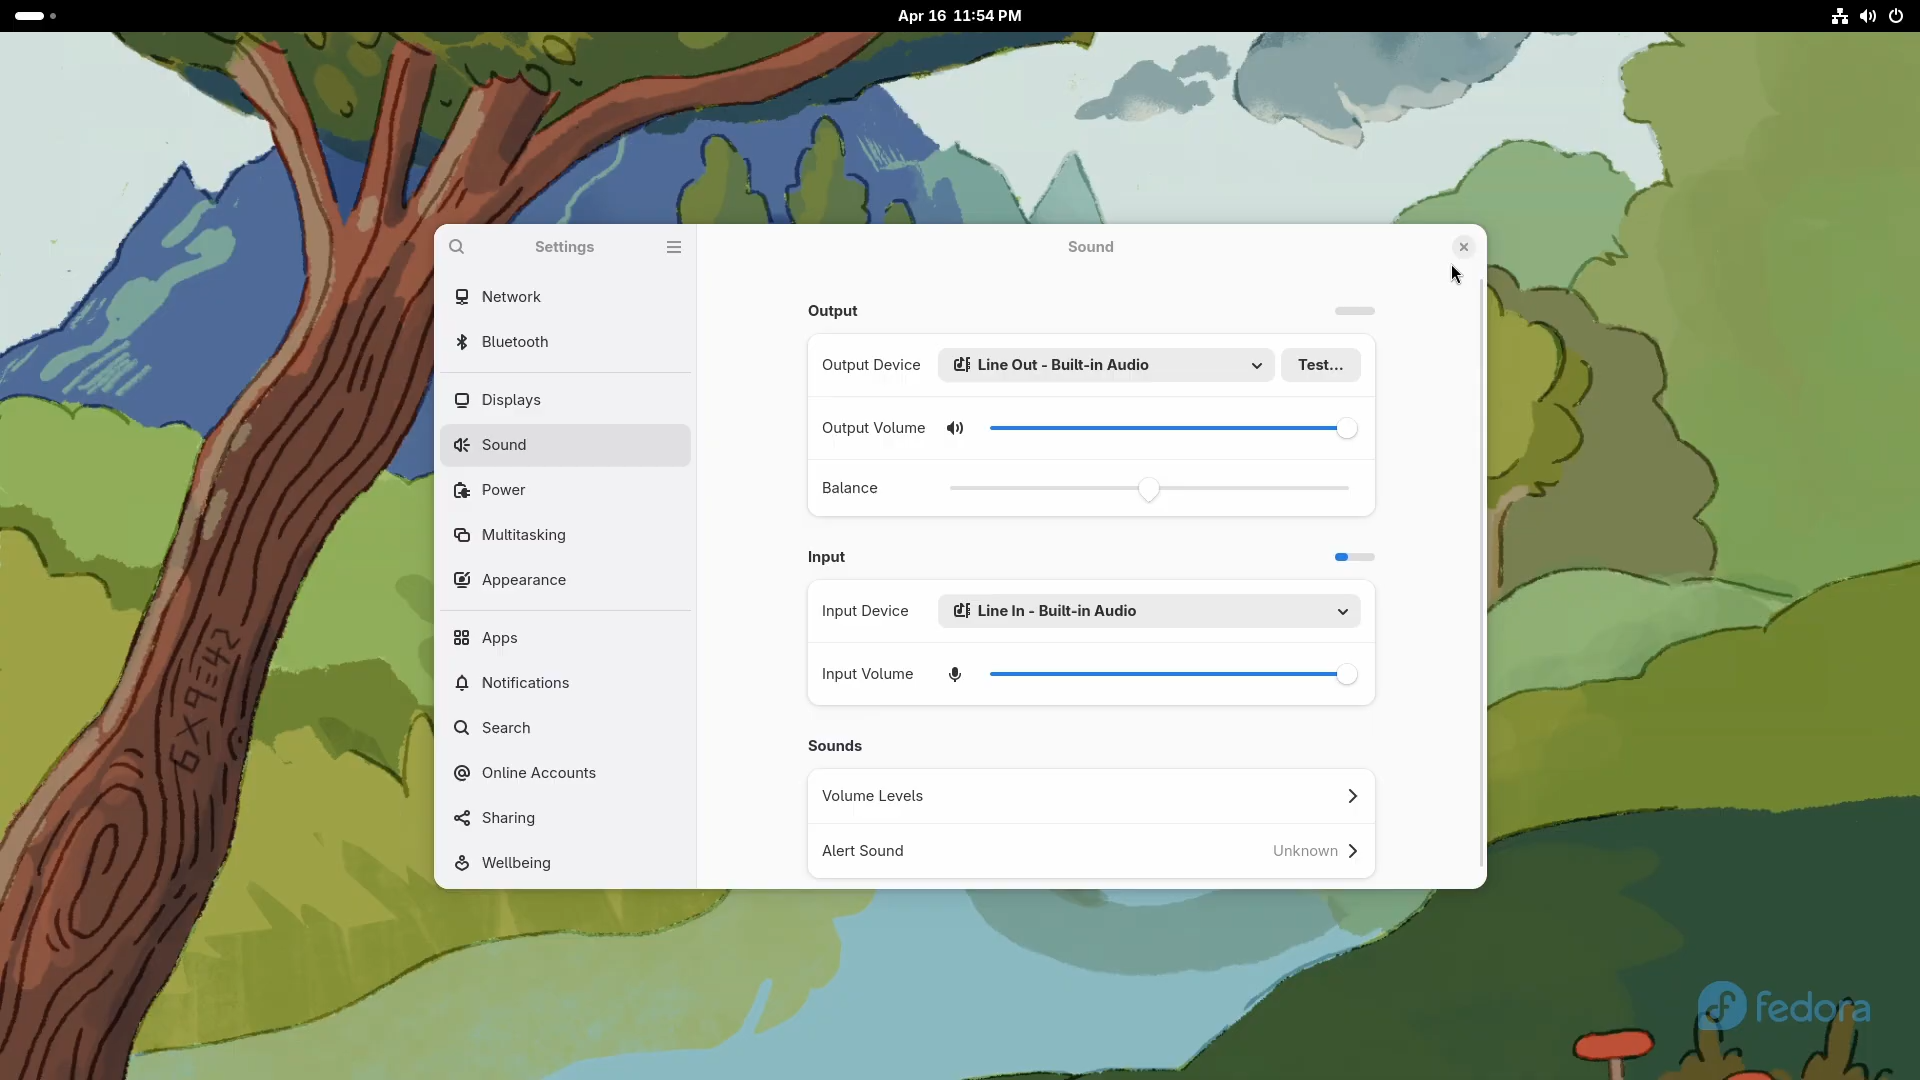 Apr 16 11:54 PM
Settings
Sound
Network
Bluetooth
Displays
Sound
Power
Multitasking
Appearance
Apps
Notifications
Search
Online Accounts
Sharing
Wellbeing
Output
Output Device
Line Out - Built-in Audio
Test...
Output Volume
Balance
Input
Input Device
Line In - Built-in Audio
Input Volume
Sounds
Volume Levels
Alert Sound
Unknown
6X9=42
fedora